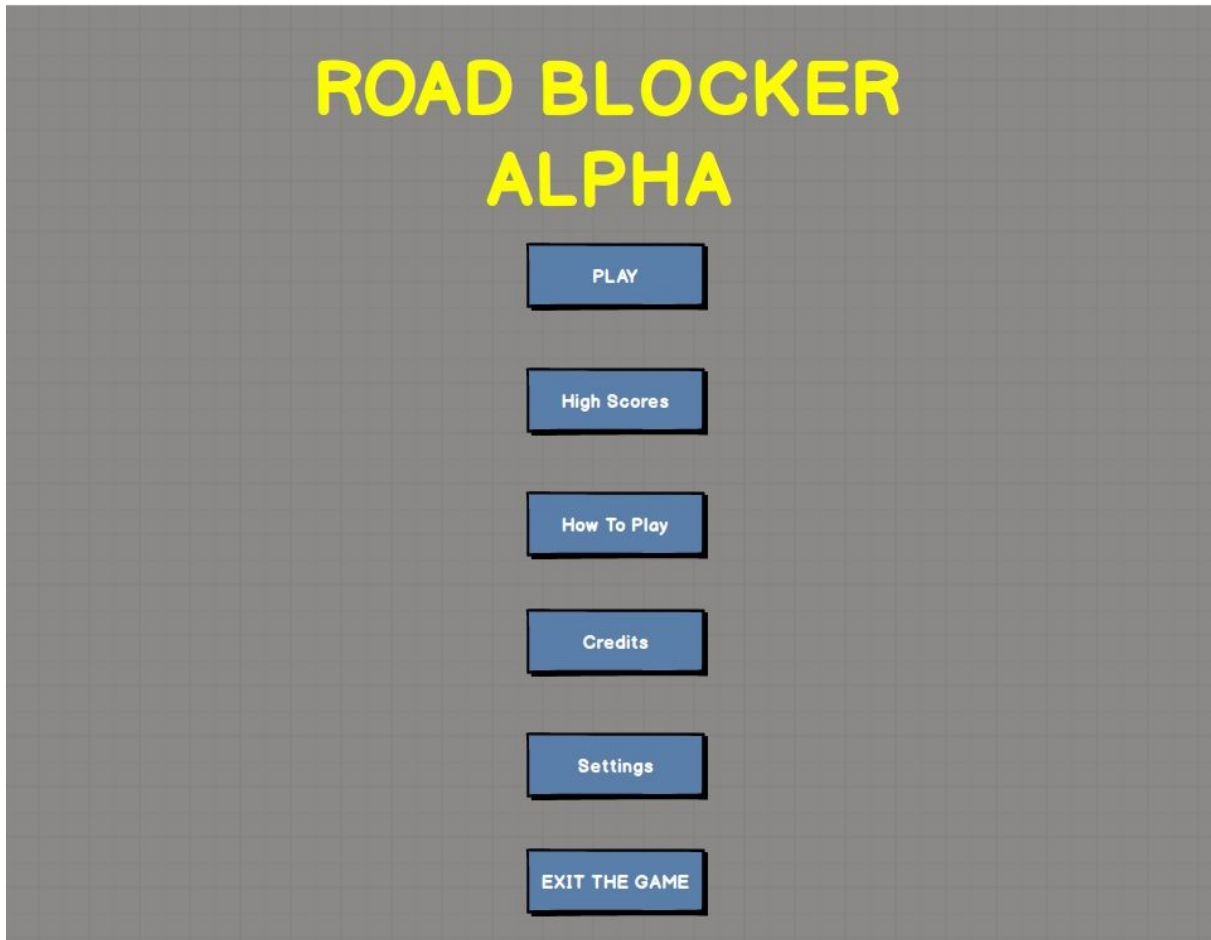 ROAD BLOCKER
ALPHA
PLAY
High Scores
How To Play
Credits
Settings
EXIT THE GAME